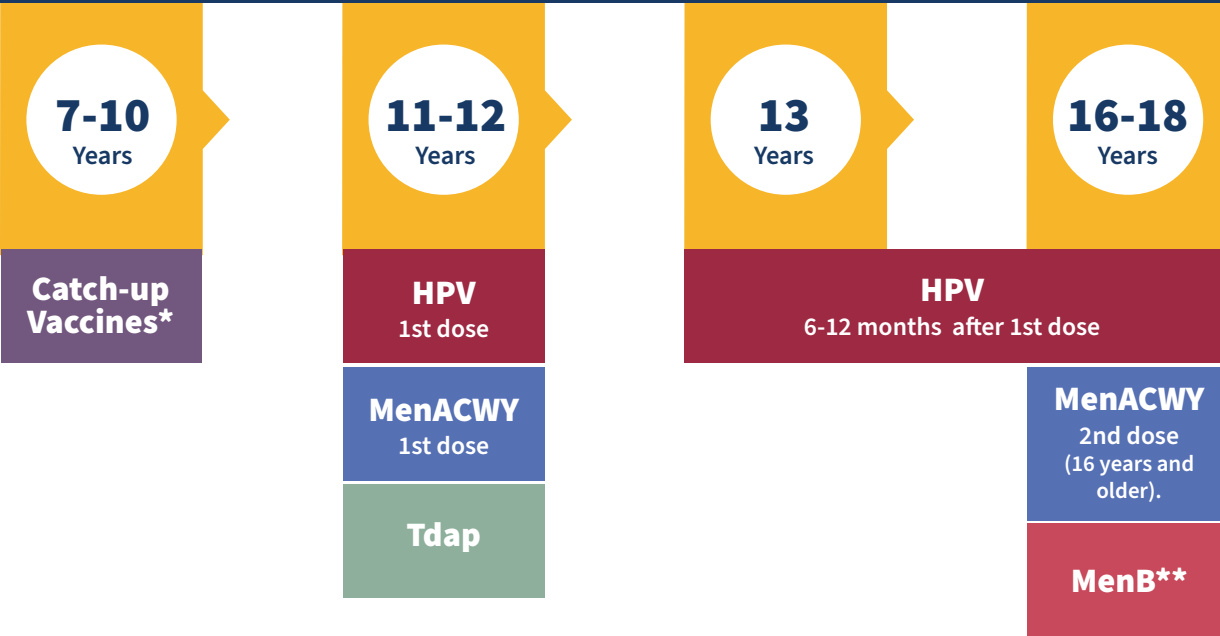 7-10
Years
11-12
Years
13
Years
16-18
Years
Catch-up
Vaccines*
HPV
1st dose
HPV
6-12 months after 1st dose
MenACWY
1st dose
MenACWY
2nd dose
(16 years and
older).
Tdap
MenB**